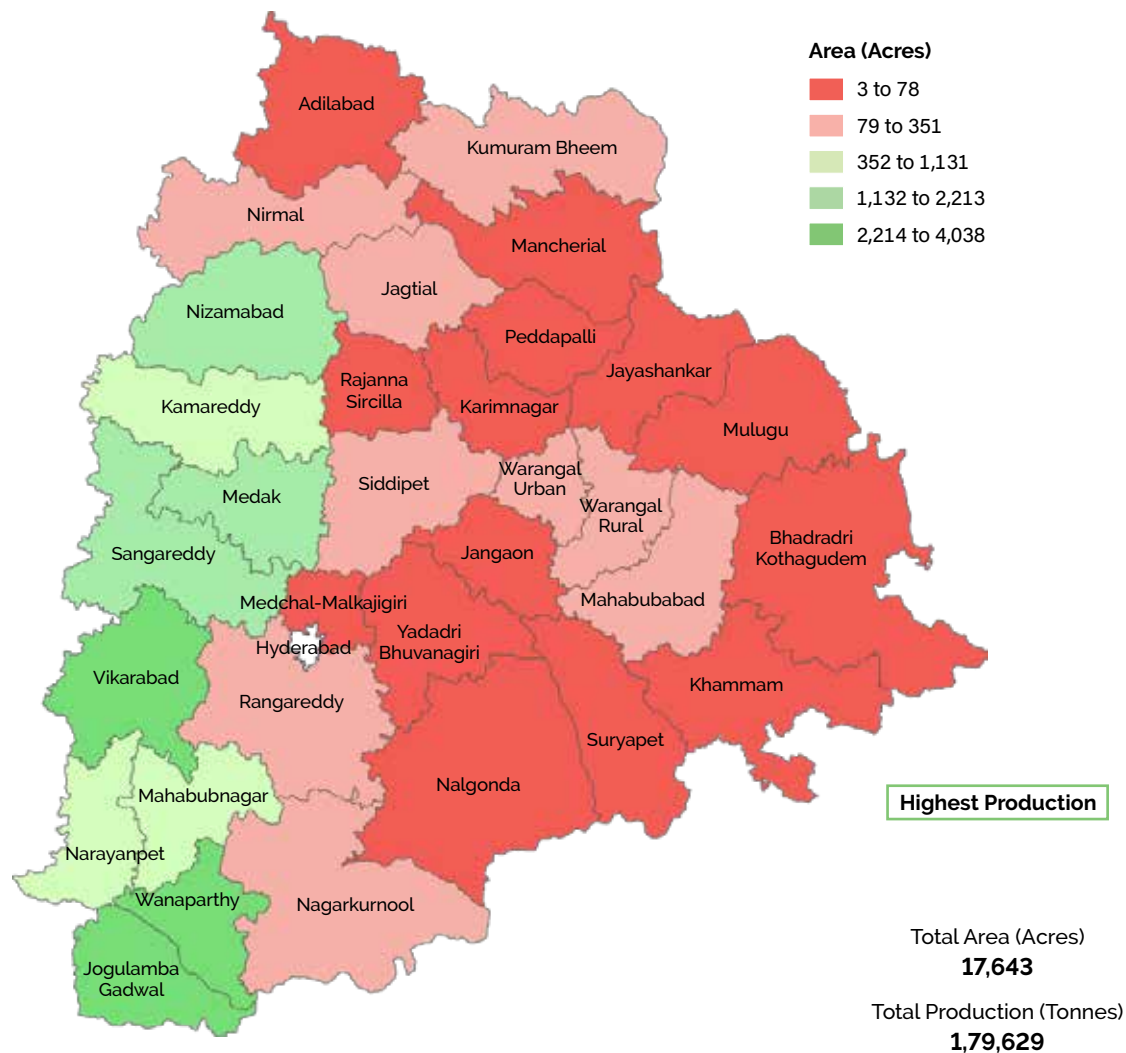 Area (Acres)
3 to 78
79 to 351
352 to 1,131
1,132 to 2,213
2,214 to 4,038
Adilabad
Kumuram Bheem
Nirmal
Mancherial
Jagtial
Nizamabad
Peddapalli
Jayashankar
Rajanna
Sircilla
Karimnagar
Kamareddy
Mulugu
Siddipet
Warangal
Urban
Medak
Warangal
Rural
Sangareddy
Jangaon
Bhadradri
Kothagudem
Medchal-Malkajigiri
Mahabubabad
Yadadri
Bhuvanagiri
Hyderabad
Vikarabad
Rangareddy
Khammam
Suryapet
Nalgonda
Mahabubnagar
Narayanpet
Wanaparthy
Nagarkurnool
Jogulamba
Gadwal
Highest Production
Total Area (Acres)
17,643
Total Production (Tonnes)
1,79,629